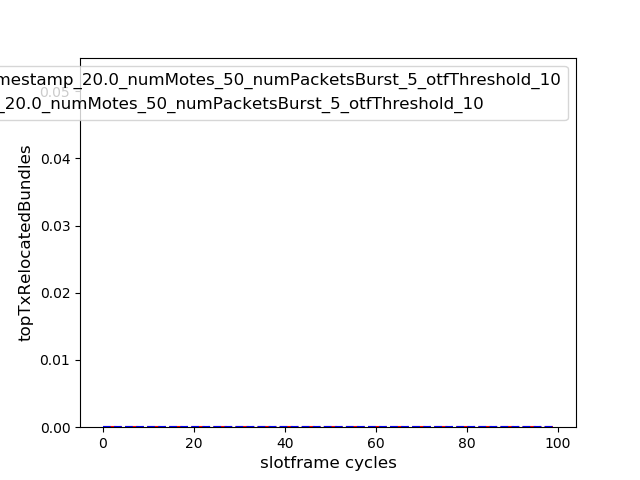 mestamp_20.0_numMotes_50_numPacketsBurst_5_otfThreshold_10
_20.0_numMotes_50_numPacketsBurst_5_otfThreshold_10
0.05
0.04
0.03
0.02
0.01
0.00
topTxRelocatedBundles
0 20 40 60 80 100
slotframe cycles